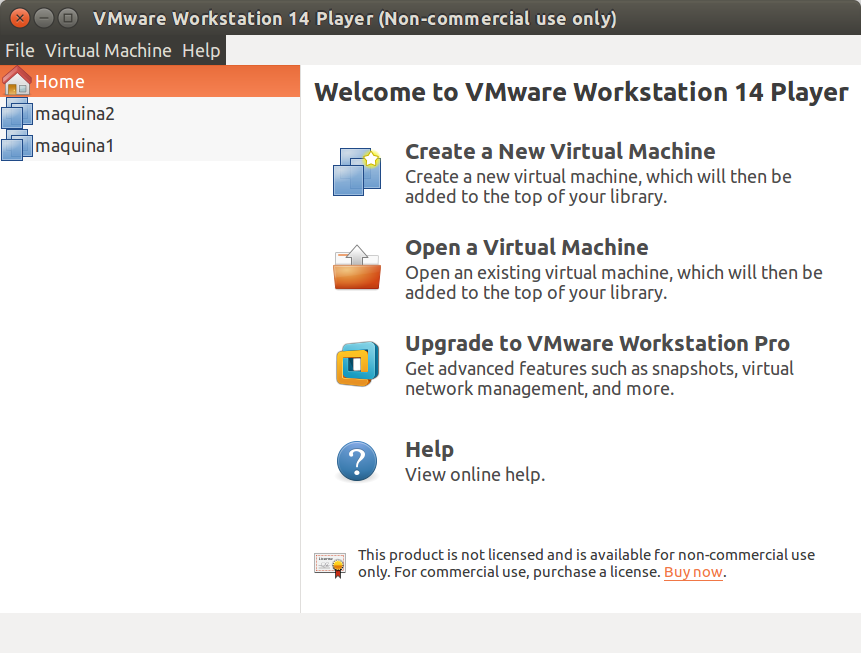 VMware Workstation 14 Player (Non-commercial use only)
File Virtual Machine Help
Home
maquina2
maquina1
Welcome to VMware Workstation 14 Player
Create a New Virtual Machine
Create a new virtual machine, which will then be
added to the top of your library.
Open a Virtual Machine
Open an existing virtual machine, which will then be
added to the top of your library.
Upgrade to VMware Workstation Pro
Get advanced features such as snapshots, virtual
network management, and more.
Help
View online help.
This product is not licensed and is available for non-commercial use
only. For commercial use, purchase a license. Buy now.